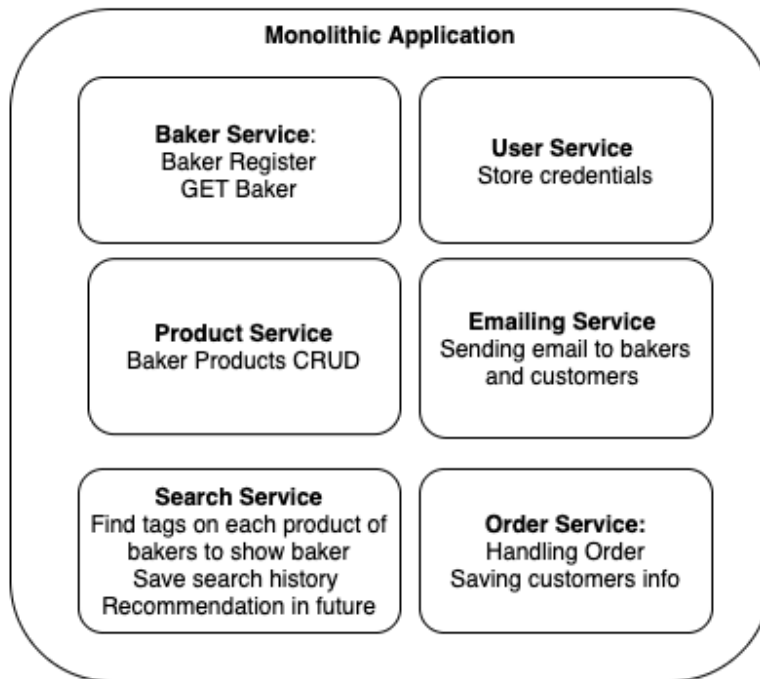 Monolithic Application
Baker Service:
Baker Register
GET Baker
User Service
Store credentials
Product Service
Baker Products CRUD
Emailing Service
Sending email to bakers
and customers
Search Service
Find tags on each product of
bakers to show baker
Save search history
Recommendation in future
Order Service:
Handling Order
Saving customers info